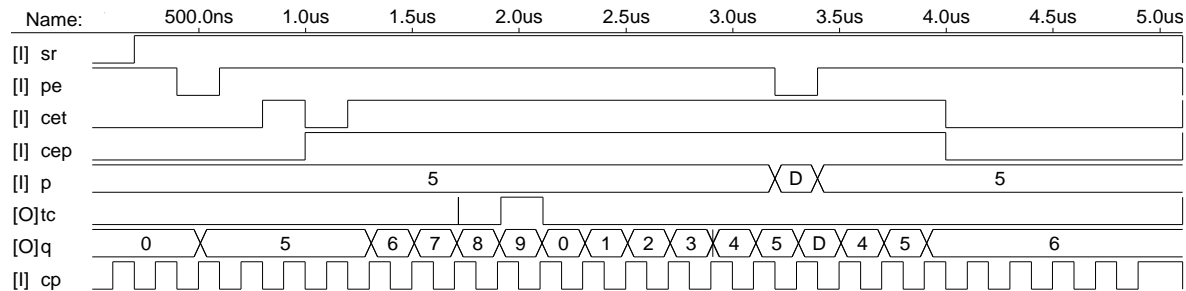 Name: 500.0ns 1.0us 1.5us 2.0us 2.5us 3.0us 3.5us 4.0us 4.5us 5.0us
[I] sr
[I] pe
[I] cet
[I] cep
[I] p 5 D 5
[O]tc
[O]q 0 5 6 7 8 9 0 1 2 3 4 5 D 4 5 6
[I] cp